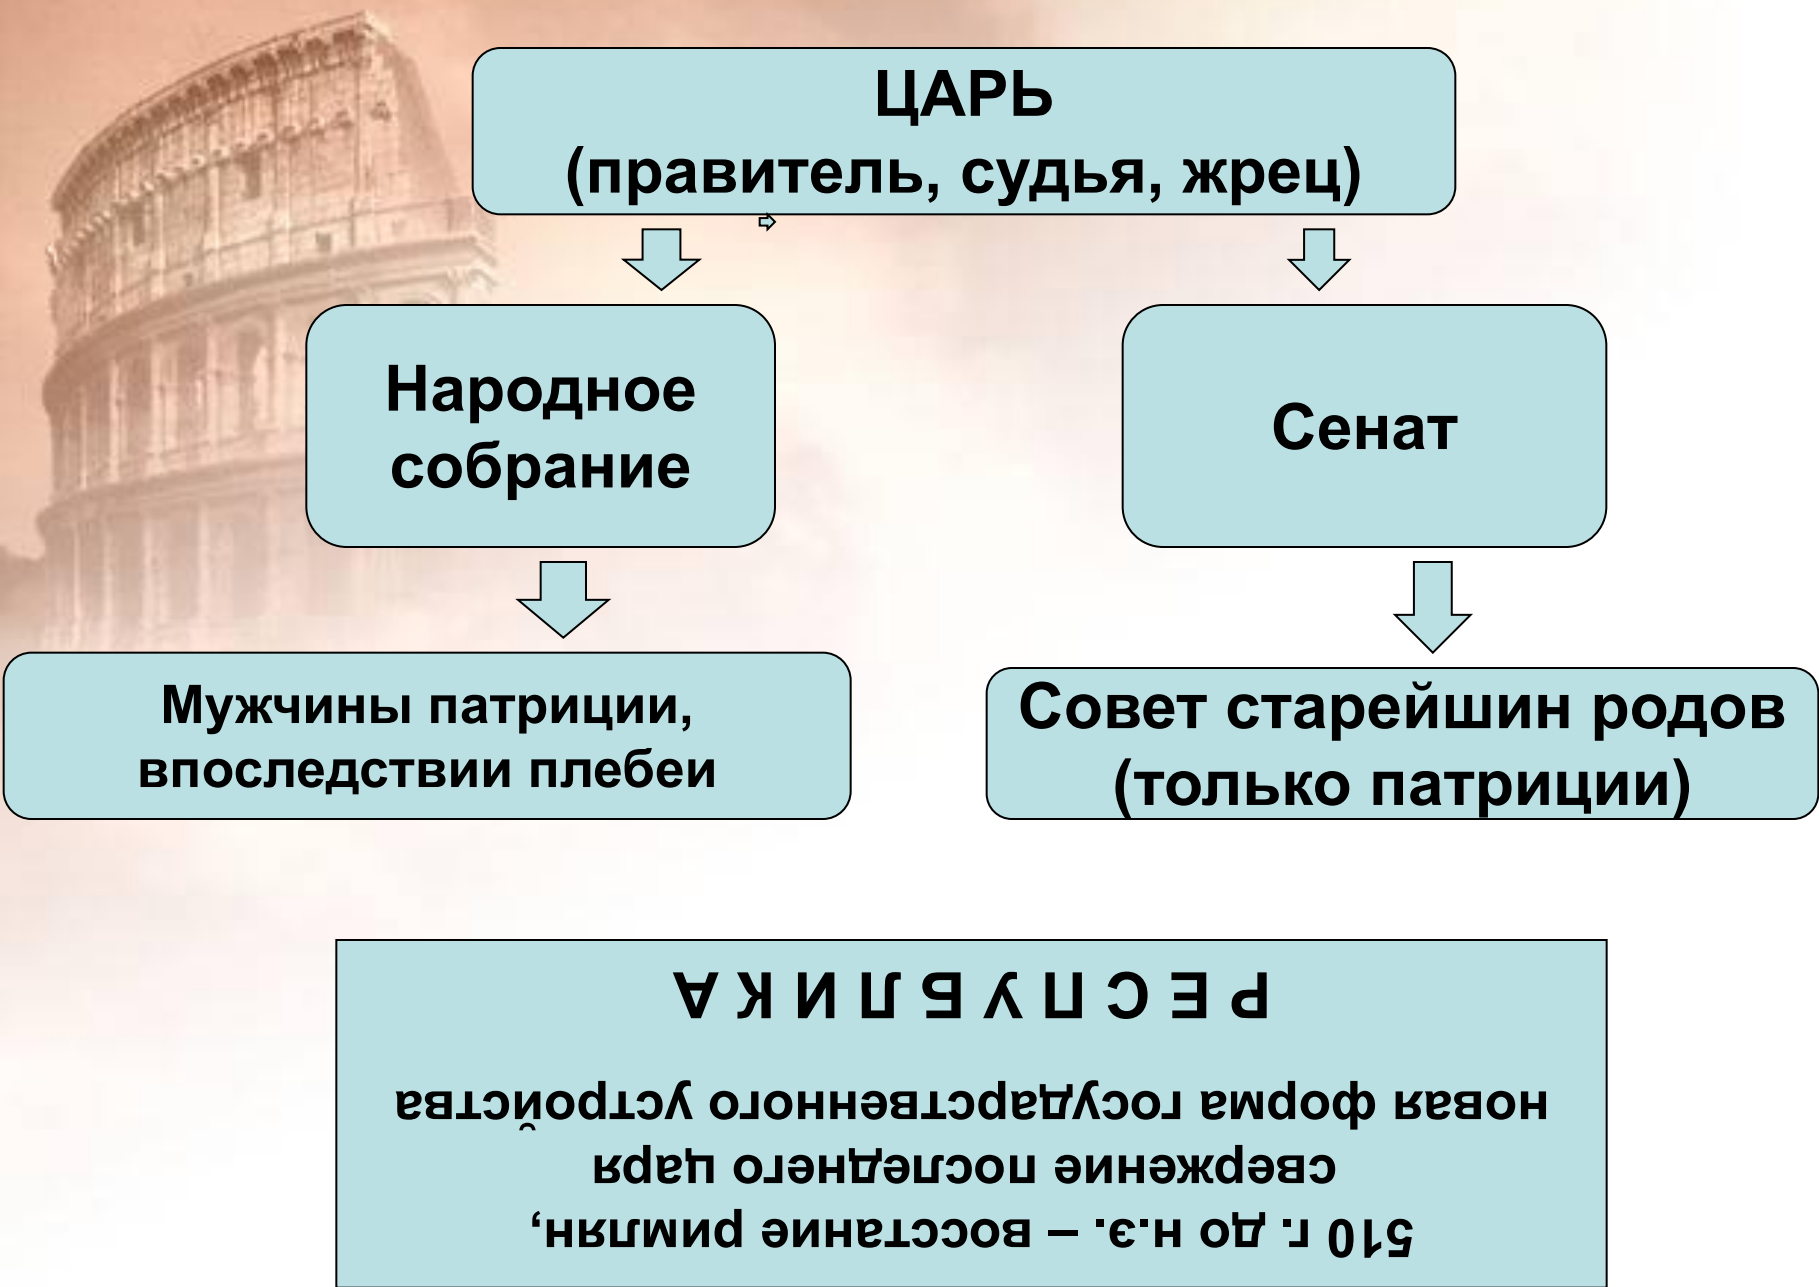 ЦАРЬ
(правитель, судья, жрец)
Народное
собрание
Сенат
Мужчины патриции,
впоследствии плебеи
Совет старейшин родов
(только патриции)
510 г. до н.э. – восстание римлян,
свержение последнего царя
новая форма государственного устройства
Р Е С П У Б Л И К А